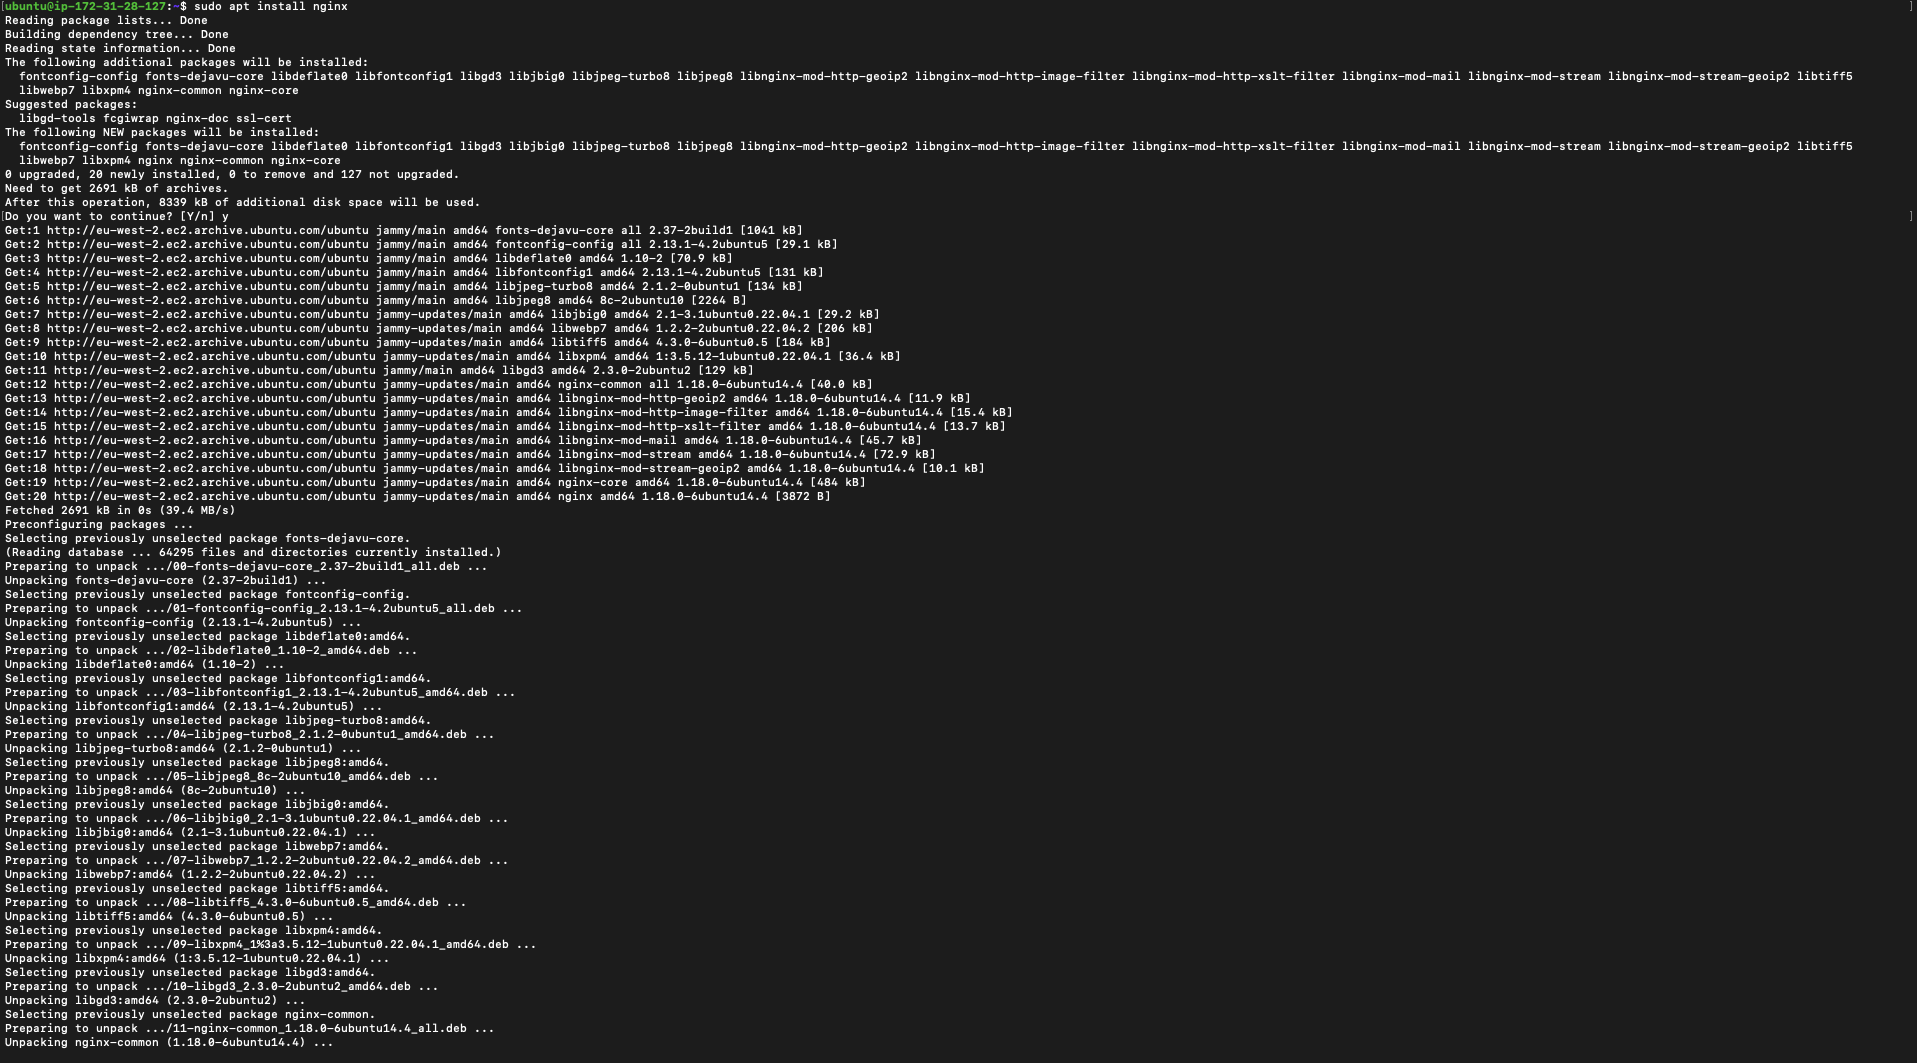 [ubuntu@ip-172-31-28-127:~$ sudo apt install nginx ]
Reading package lists... Done
Building dependency tree... Done
Reading state information... Done
The following additional packages will be installed:
  fontconfig-config fonts-dejavu-core libdeflate0 libfontconfig1 libgd3 libjbig0 libjpeg-turbo8 libjpeg8 libnginx-mod-http-geoip2 libnginx-mod-http-image-filter libnginx-mod-http-xslt-filter libnginx-mod-mail libnginx-mod-stream libnginx-mod-stream-geoip2 libtiff5
  libwebp7 libxpm4 nginx-common nginx-core
Suggested packages:
  libgd-tools fcgiwrap nginx-doc ssl-cert
The following NEW packages will be installed:
  fontconfig-config fonts-dejavu-core libdeflate0 libfontconfig1 libgd3 libjbig0 libjpeg-turbo8 libjpeg8 libnginx-mod-http-geoip2 libnginx-mod-http-image-filter libnginx-mod-http-xslt-filter libnginx-mod-mail libnginx-mod-stream libnginx-mod-stream-geoip2 libtiff5
  libwebp7 libxpm4 nginx nginx-common nginx-core
0 upgraded, 20 newly installed, 0 to remove and 127 not upgraded.
Need to get 2691 kB of archives.
After this operation, 8339 kB of additional disk space will be used.
[Do you want to continue? [Y/n] y ]
Get:1 http://eu-west-2.ec2.archive.ubuntu.com/ubuntu jammy/main amd64 fonts-dejavu-core all 2.37-2build1 [1041 kB]
Get:2 http://eu-west-2.ec2.archive.ubuntu.com/ubuntu jammy/main amd64 fontconfig-config all 2.13.1-4.2ubuntu5 [29.1 kB]
Get:3 http://eu-west-2.ec2.archive.ubuntu.com/ubuntu jammy/main amd64 libdeflate0 amd64 1.10-2 [70.9 kB]
Get:4 http://eu-west-2.ec2.archive.ubuntu.com/ubuntu jammy/main amd64 libfontconfig1 amd64 2.13.1-4.2ubuntu5 [131 kB]
Get:5 http://eu-west-2.ec2.archive.ubuntu.com/ubuntu jammy/main amd64 libjpeg-turbo8 amd64 2.1.2-0ubuntu1 [134 kB]
Get:6 http://eu-west-2.ec2.archive.ubuntu.com/ubuntu jammy/main amd64 libjpeg8 amd64 8c-2ubuntu10 [2264 B]
Get:7 http://eu-west-2.ec2.archive.ubuntu.com/ubuntu jammy-updates/main amd64 libjbig0 amd64 2.1-3.1ubuntu0.22.04.1 [29.2 kB]
Get:8 http://eu-west-2.ec2.archive.ubuntu.com/ubuntu jammy-updates/main amd64 libwebp7 amd64 1.2.2-2ubuntu0.22.04.2 [206 kB]
Get:9 http://eu-west-2.ec2.archive.ubuntu.com/ubuntu jammy-updates/main amd64 libtiff5 amd64 4.3.0-6ubuntu0.5 [184 kB]
Get:10 http://eu-west-2.ec2.archive.ubuntu.com/ubuntu jammy-updates/main amd64 libxpm4 amd64 1:3.5.12-1ubuntu0.22.04.1 [36.4 kB]
Get:11 http://eu-west-2.ec2.archive.ubuntu.com/ubuntu jammy/main amd64 libgd3 amd64 2.3.0-2ubuntu2 [129 kB]
Get:12 http://eu-west-2.ec2.archive.ubuntu.com/ubuntu jammy-updates/main amd64 nginx-common all 1.18.0-6ubuntu14.4 [40.0 kB]
Get:13 http://eu-west-2.ec2.archive.ubuntu.com/ubuntu jammy-updates/main amd64 libnginx-mod-http-geoip2 amd64 1.18.0-6ubuntu14.4 [11.9 kB]
Get:14 http://eu-west-2.ec2.archive.ubuntu.com/ubuntu jammy-updates/main amd64 libnginx-mod-http-image-filter amd64 1.18.0-6ubuntu14.4 [15.4 kB]
Get:15 http://eu-west-2.ec2.archive.ubuntu.com/ubuntu jammy-updates/main amd64 libnginx-mod-http-xslt-filter amd64 1.18.0-6ubuntu14.4 [13.7 kB]
Get:16 http://eu-west-2.ec2.archive.ubuntu.com/ubuntu jammy-updates/main amd64 libnginx-mod-mail amd64 1.18.0-6ubuntu14.4 [45.7 kB]
Get:17 http://eu-west-2.ec2.archive.ubuntu.com/ubuntu jammy-updates/main amd64 libnginx-mod-stream amd64 1.18.0-6ubuntu14.4 [72.9 kB]
Get:18 http://eu-west-2.ec2.archive.ubuntu.com/ubuntu jammy-updates/main amd64 libnginx-mod-stream-geoip2 amd64 1.18.0-6ubuntu14.4 [10.1 kB]
Get:19 http://eu-west-2.ec2.archive.ubuntu.com/ubuntu jammy-updates/main amd64 nginx-core amd64 1.18.0-6ubuntu14.4 [484 kB]
Get:20 http://eu-west-2.ec2.archive.ubuntu.com/ubuntu jammy-updates/main amd64 nginx amd64 1.18.0-6ubuntu14.4 [3872 B]
Fetched 2691 kB in 0s (39.4 MB/s)
Preconfiguring packages ...
Selecting previously unselected package fonts-dejavu-core.
(Reading database ... 64295 files and directories currently installed.)
Preparing to unpack .../00-fonts-dejavu-core_2.37-2build1_all.deb ...
Unpacking fonts-dejavu-core (2.37-2build1) ...
Selecting previously unselected package fontconfig-config.
Preparing to unpack .../01-fontconfig-config_2.13.1-4.2ubuntu5_all.deb ...
Unpacking fontconfig-config (2.13.1-4.2ubuntu5) ...
Selecting previously unselected package libdeflate0:amd64.
Preparing to unpack .../02-libdeflate0_1.10-2_amd64.deb ...
Unpacking libdeflate0:amd64 (1.10-2) ...
Selecting previously unselected package libfontconfig1:amd64.
Preparing to unpack .../03-libfontconfig1_2.13.1-4.2ubuntu5_amd64.deb ...
Unpacking libfontconfig1:amd64 (2.13.1-4.2ubuntu5) ...
Selecting previously unselected package libjpeg-turbo8:amd64.
Preparing to unpack .../04-libjpeg-turbo8_2.1.2-0ubuntu1_amd64.deb ...
Unpacking libjpeg-turbo8:amd64 (2.1.2-0ubuntu1) ...
Selecting previously unselected package libjpeg8:amd64.
Preparing to unpack .../05-libjpeg8_8c-2ubuntu10_amd64.deb ...
Unpacking libjpeg8:amd64 (8c-2ubuntu10) ...
Selecting previously unselected package libjbig0:amd64.
Preparing to unpack .../06-libjbig0_2.1-3.1ubuntu0.22.04.1_amd64.deb ...
Unpacking libjbig0:amd64 (2.1-3.1ubuntu0.22.04.1) ...
Selecting previously unselected package libwebp7:amd64.
Preparing to unpack .../07-libwebp7_1.2.2-2ubuntu0.22.04.2_amd64.deb ...
Unpacking libwebp7:amd64 (1.2.2-2ubuntu0.22.04.2) ...
Selecting previously unselected package libtiff5:amd64.
Preparing to unpack .../08-libtiff5_4.3.0-6ubuntu0.5_amd64.deb ...
Unpacking libtiff5:amd64 (4.3.0-6ubuntu0.5) ...
Selecting previously unselected package libxpm4:amd64.
Preparing to unpack .../09-libxpm4_1%3a3.5.12-1ubuntu0.22.04.1_amd64.deb ...
Unpacking libxpm4:amd64 (1:3.5.12-1ubuntu0.22.04.1) ...
Selecting previously unselected package libgd3:amd64.
Preparing to unpack .../10-libgd3_2.3.0-2ubuntu2_amd64.deb ...
Unpacking libgd3:amd64 (2.3.0-2ubuntu2) ...
Selecting previously unselected package nginx-common.
Preparing to unpack .../11-nginx-common_1.18.0-6ubuntu14.4_all.deb ...
Unpacking nginx-common (1.18.0-6ubuntu14.4) ...